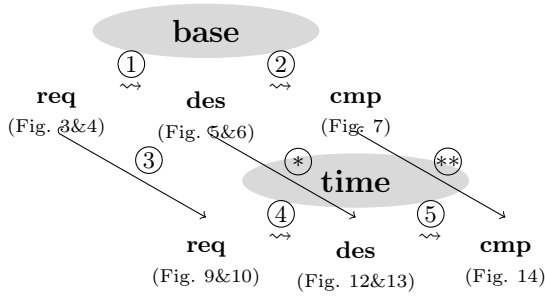 base
① ②
⇝ ⇝
req des cmp
(Fig. 3&4) (Fig. 5&6) (Fig. 7)
③ * **
time
④ ⑤
⇝ ⇝
req des cmp
(Fig. 9&10) (Fig. 12&13) (Fig. 14)